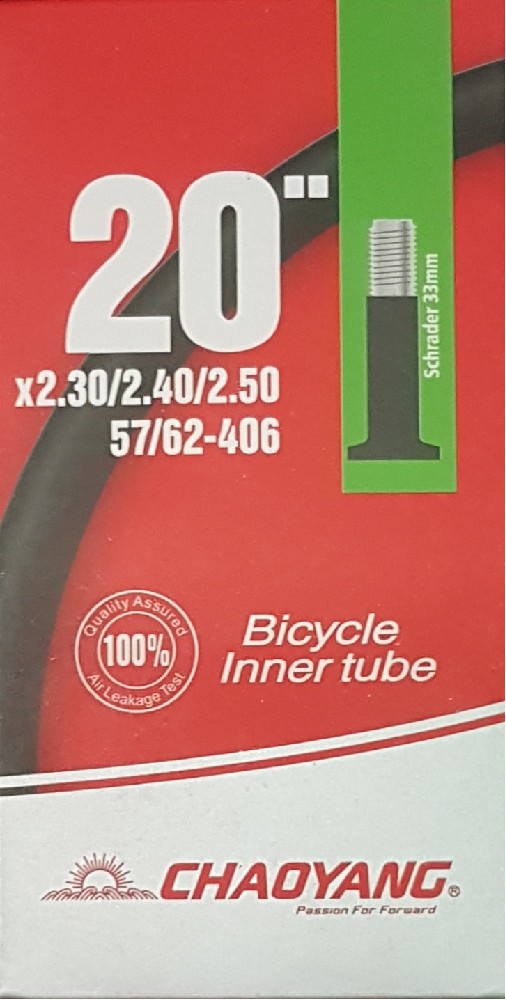 20"
x2.30/2.40/2.50
57/62-406
Schrader 33mm
Quality Assured
100%
Air Leakage Test
Bicycle
Inner tube
CHAOYANG®
Passion For Forward